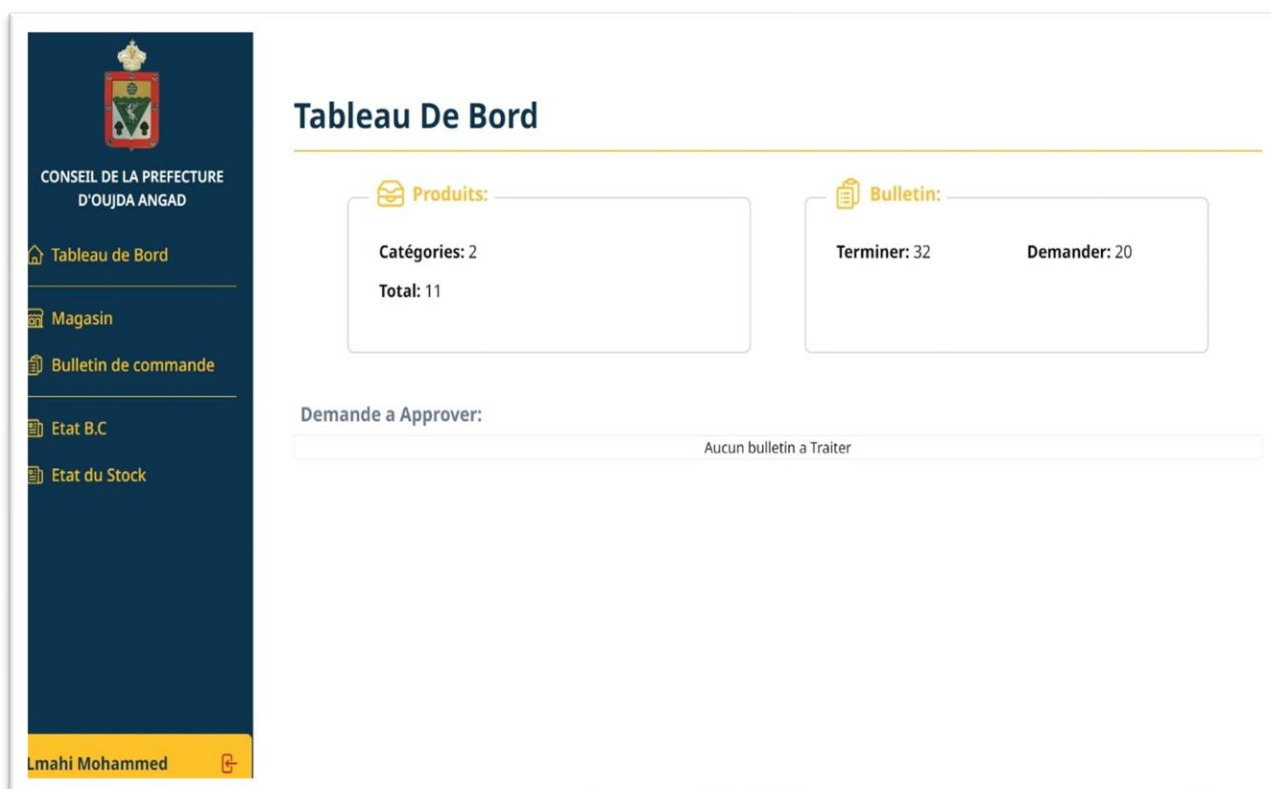 CONSEIL DE LA PREFECTURE
D'OUJDA ANGAD
Tableau de Bord
Magasin
Bulletin de commande
Etat B.C
Etat du Stock
Lmahi Mohammed
Tableau De Bord
Produits:
Catégories: 2
Total: 11
Bulletin:
Terminer: 32 Demander: 20
Demande a Approver:
Aucun bulletin a Traiter